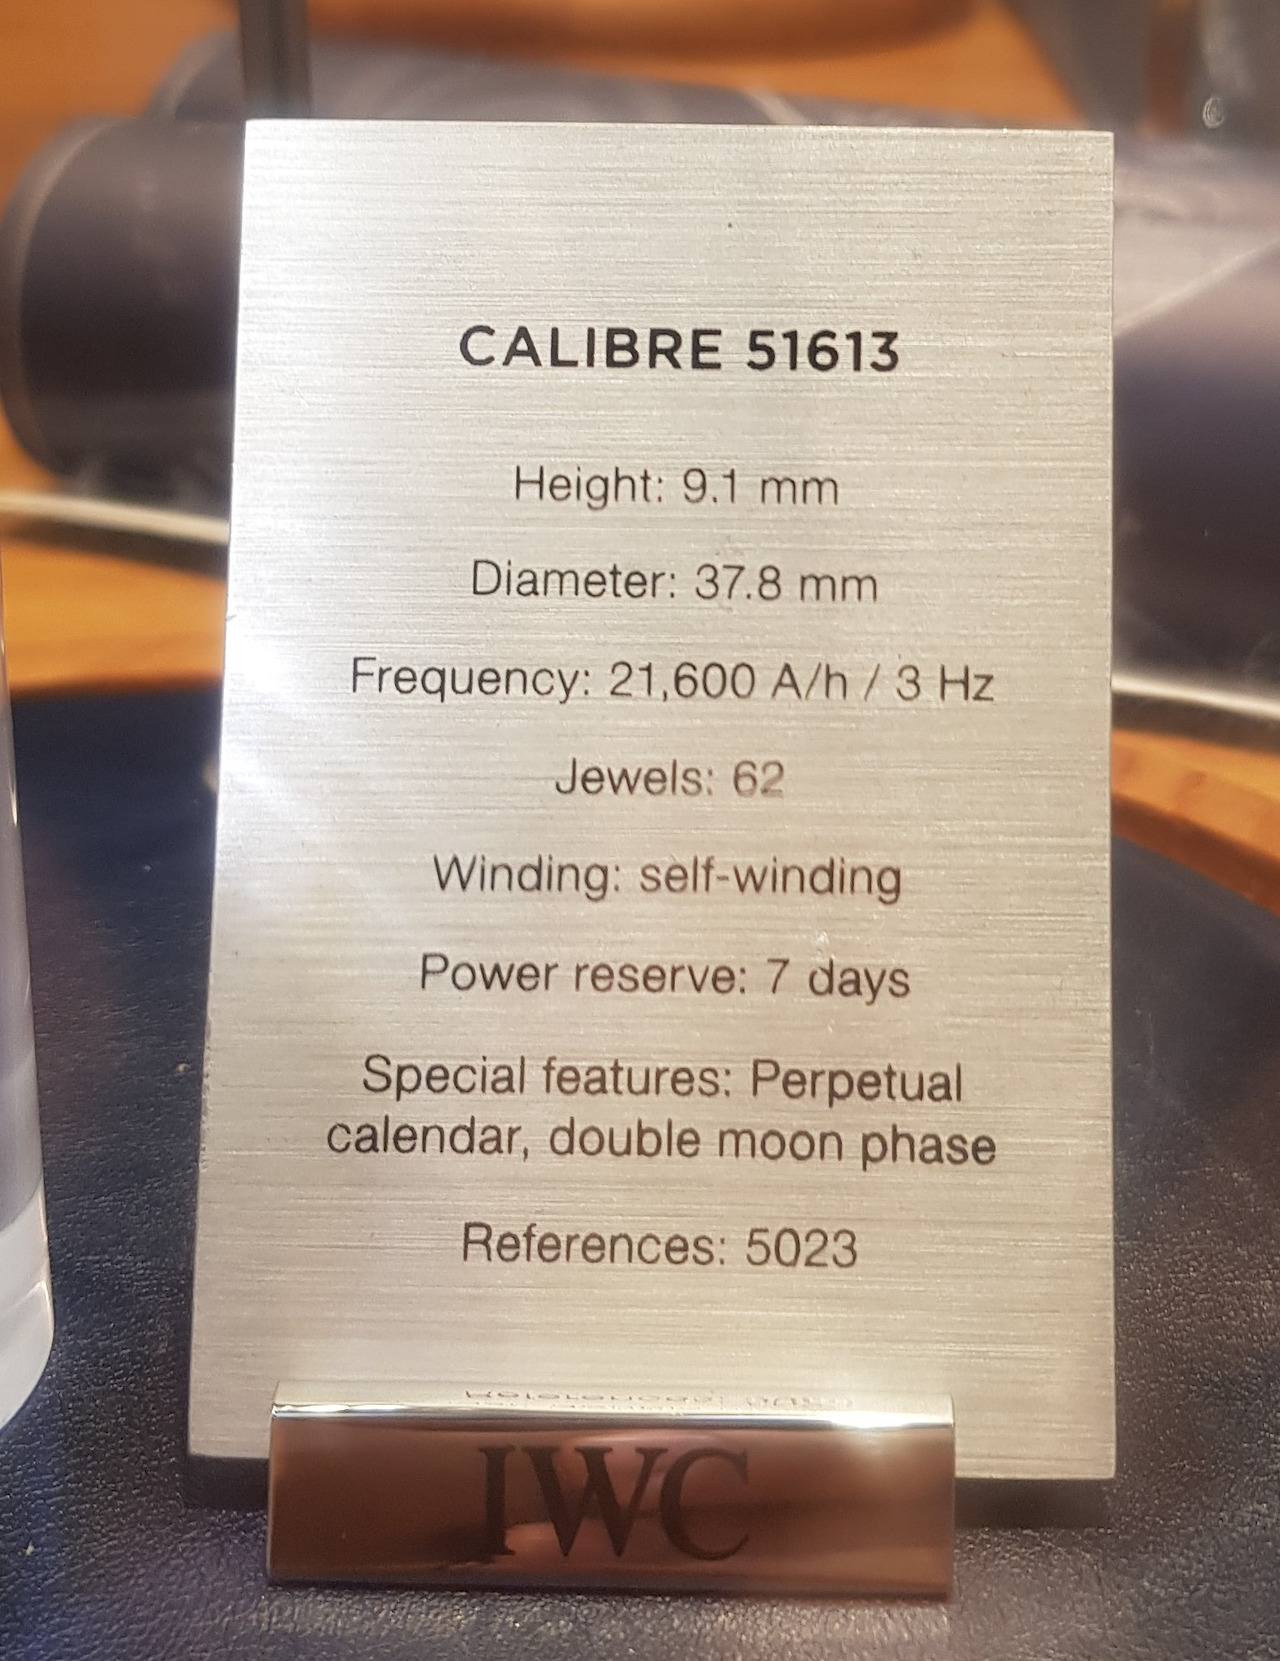 CALIBRE 51613
Height: 9.1 mm
Diameter: 37.8 mm
Frequency: 21,600 A/h / 3 Hz
Jewels: 62
Winding: self-winding
Power reserve: 7 days
Special features: Perpetual
calendar, double moon phase
References: 5023
IWC